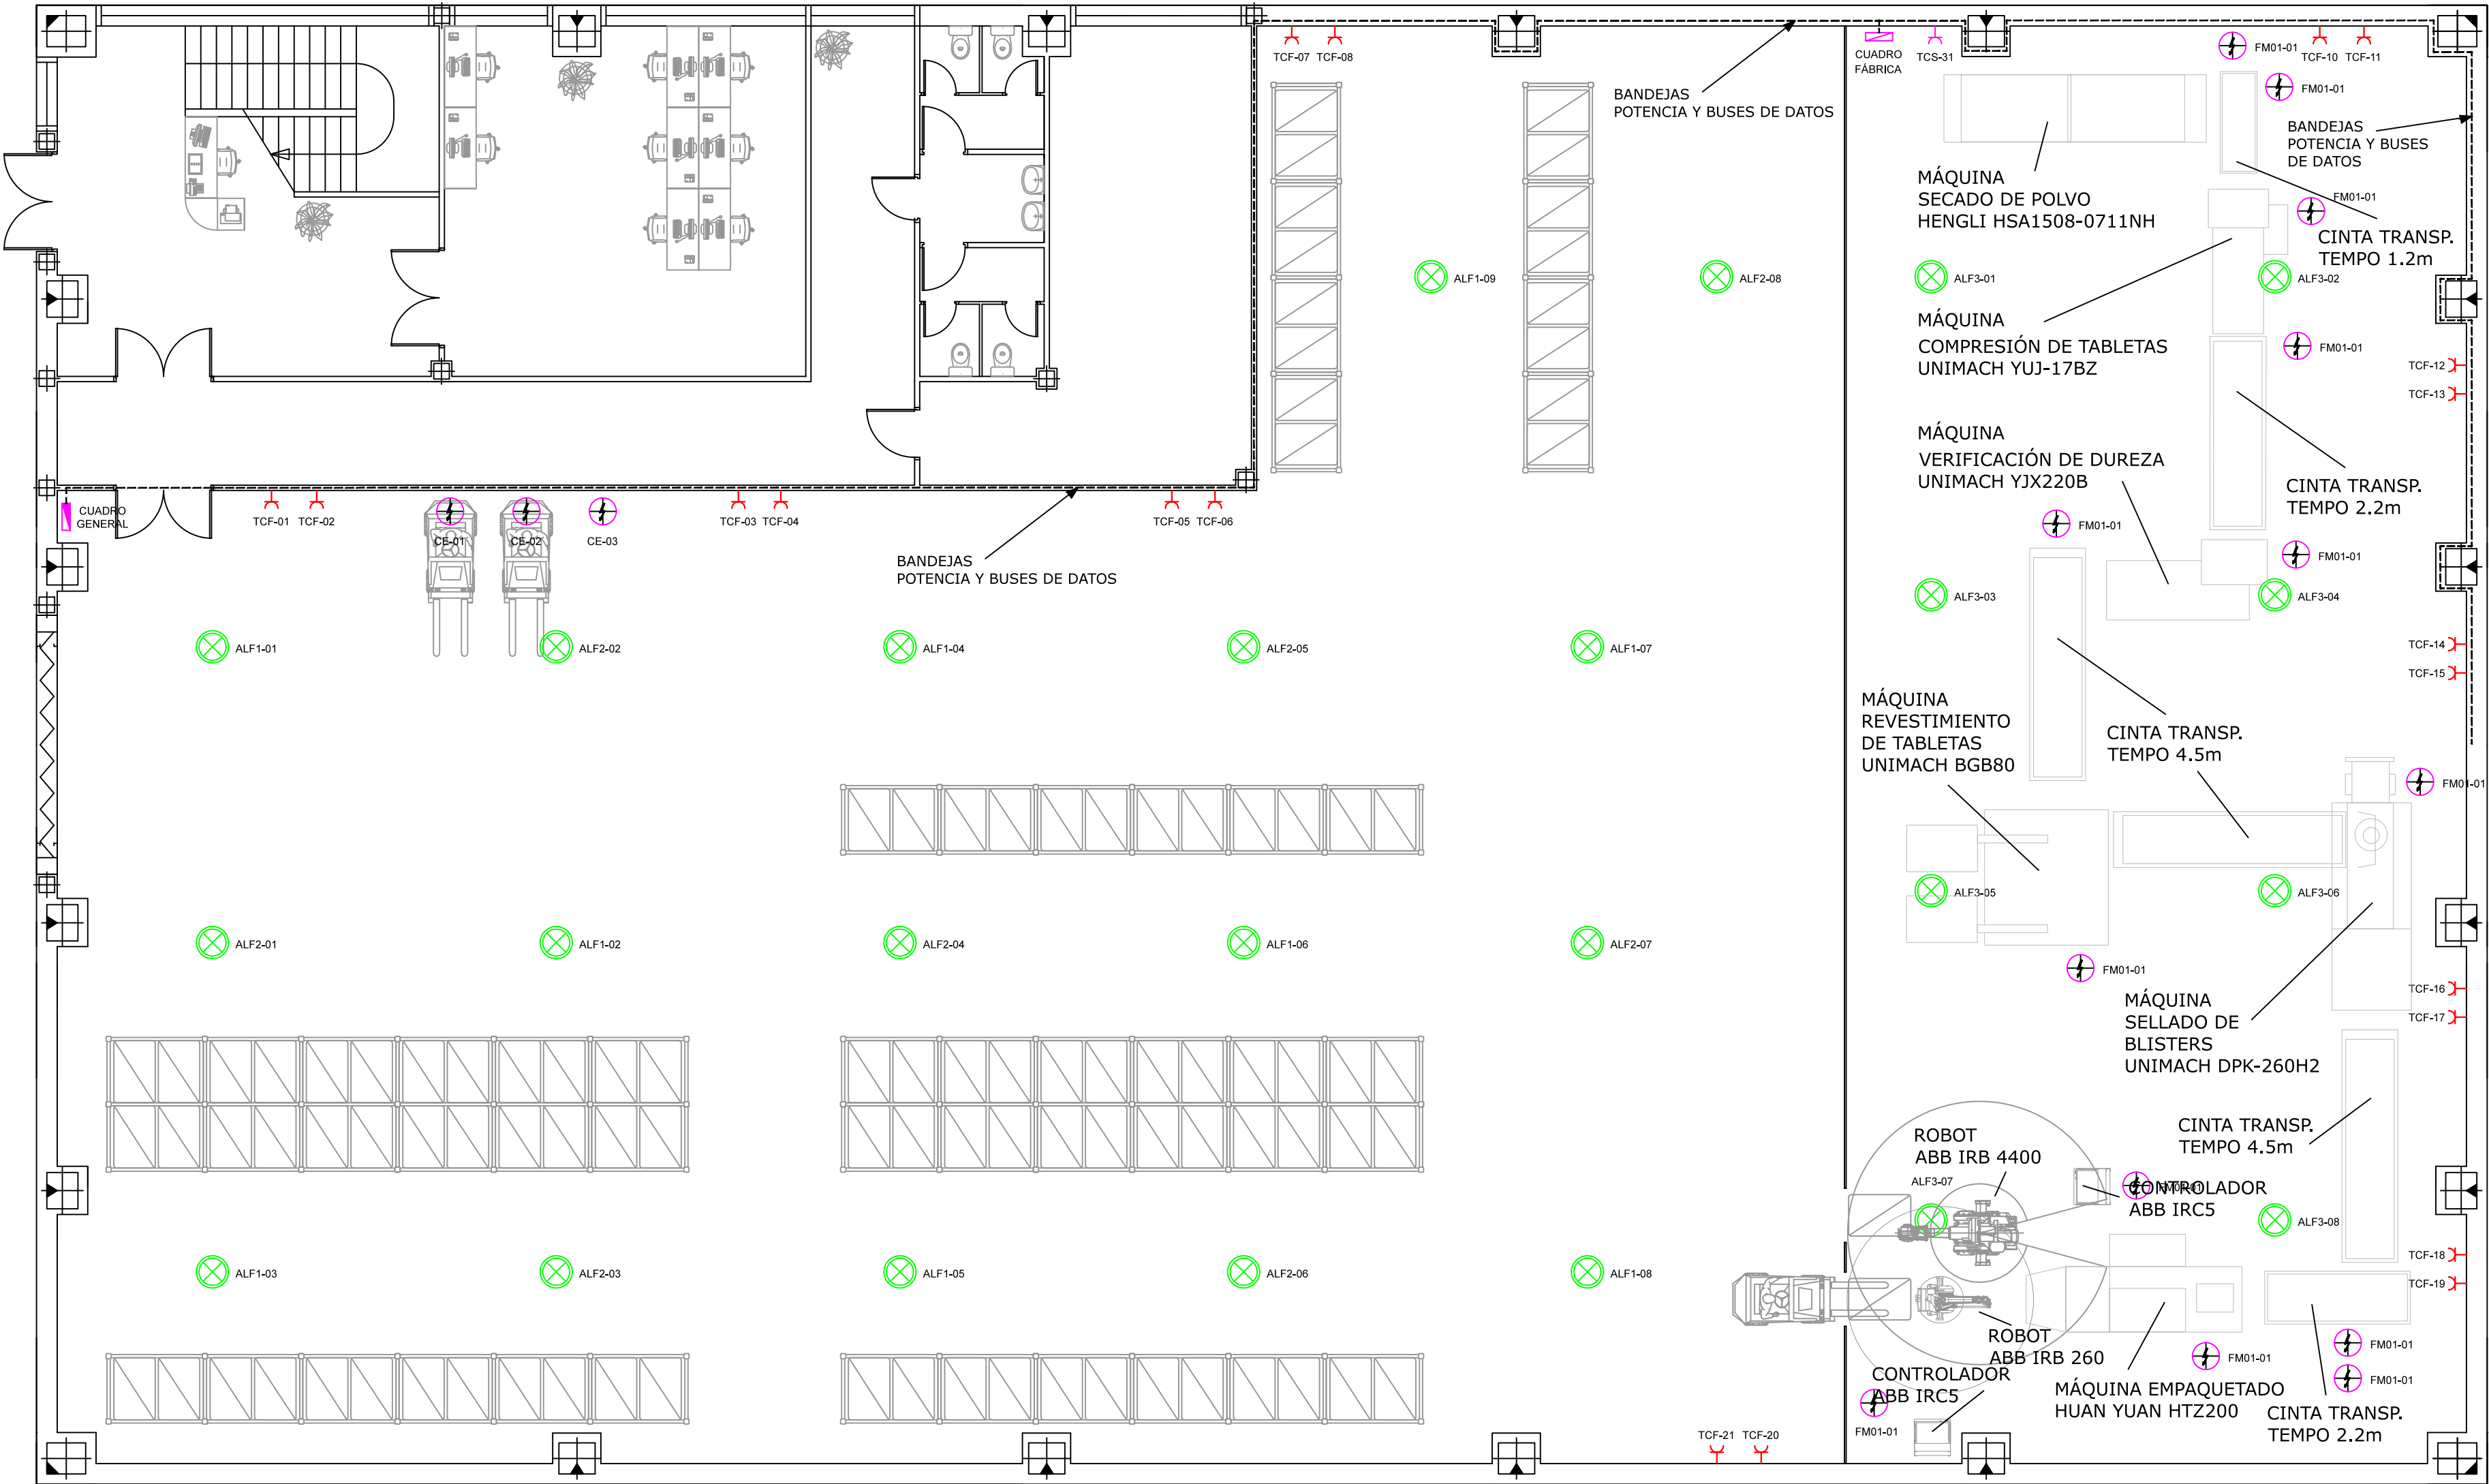 TCF-07 TCF-08
CUADRO
FÁBRICA
TCS-31
FM01-01
TCF-10 TCF-11
FM01-01
BANDEJAS
POTENCIA Y BUSES DE DATOS
BANDEJAS
POTENCIA Y BUSES
DE DATOS
MÁQUINA
SECADO DE POLVO
HENGLI HSA1508-0711NH
FM01-01
CINTA TRANSP.
TEMPO 1.2m
ALF1-09
ALF2-08
ALF3-01
ALF3-02
MÁQUINA
COMPRESIÓN DE TABLETAS
UNIMACH YUJ-17BZ
FM01-01
TCF-12
TCF-13
MÁQUINA
VERIFICACIÓN DE DUREZA
UNIMACH YJX220B
CINTA TRANSP.
TEMPO 2.2m
CUADRO
GENERAL
TCF-01 TCF-02
CE-01
CE-02
CE-03
TCF-03 TCF-04
TCF-05 TCF-06
FM01-01
FM01-01
BANDEJAS
POTENCIA Y BUSES DE DATOS
ALF3-03
ALF3-04
ALF1-01
ALF2-02
ALF1-04
ALF2-05
ALF1-07
TCF-14
TCF-15
MÁQUINA
REVESTIMIENTO
DE TABLETAS
UNIMACH BGB80
CINTA TRANSP.
TEMPO 4.5m
FM01-01
ALF3-05
ALF3-06
ALF2-01
ALF1-02
ALF2-04
ALF1-06
ALF2-07
FM01-01
TCF-16
TCF-17
MÁQUINA
SELLADO DE
BLISTERS
UNIMACH DPK-260H2
CINTA TRANSP.
TEMPO 4.5m
ROBOT
ABB IRB 4400
ALF3-07
FM01-01
CONTROLADOR
ABB IRC5
ALF3-08
TCF-18
TCF-19
ALF1-03
ALF2-03
ALF1-05
ALF2-06
ALF1-08
ROBOT
ABB IRB 260
FM01-01
FM01-01
FM01-01
CONTROLADOR
ABB IRC5
MÁQUINA EMPAQUETADO
HUAN YUAN HTZ200
CINTA TRANSP.
TEMPO 2.2m
FM01-01
TCF-21 TCF-20